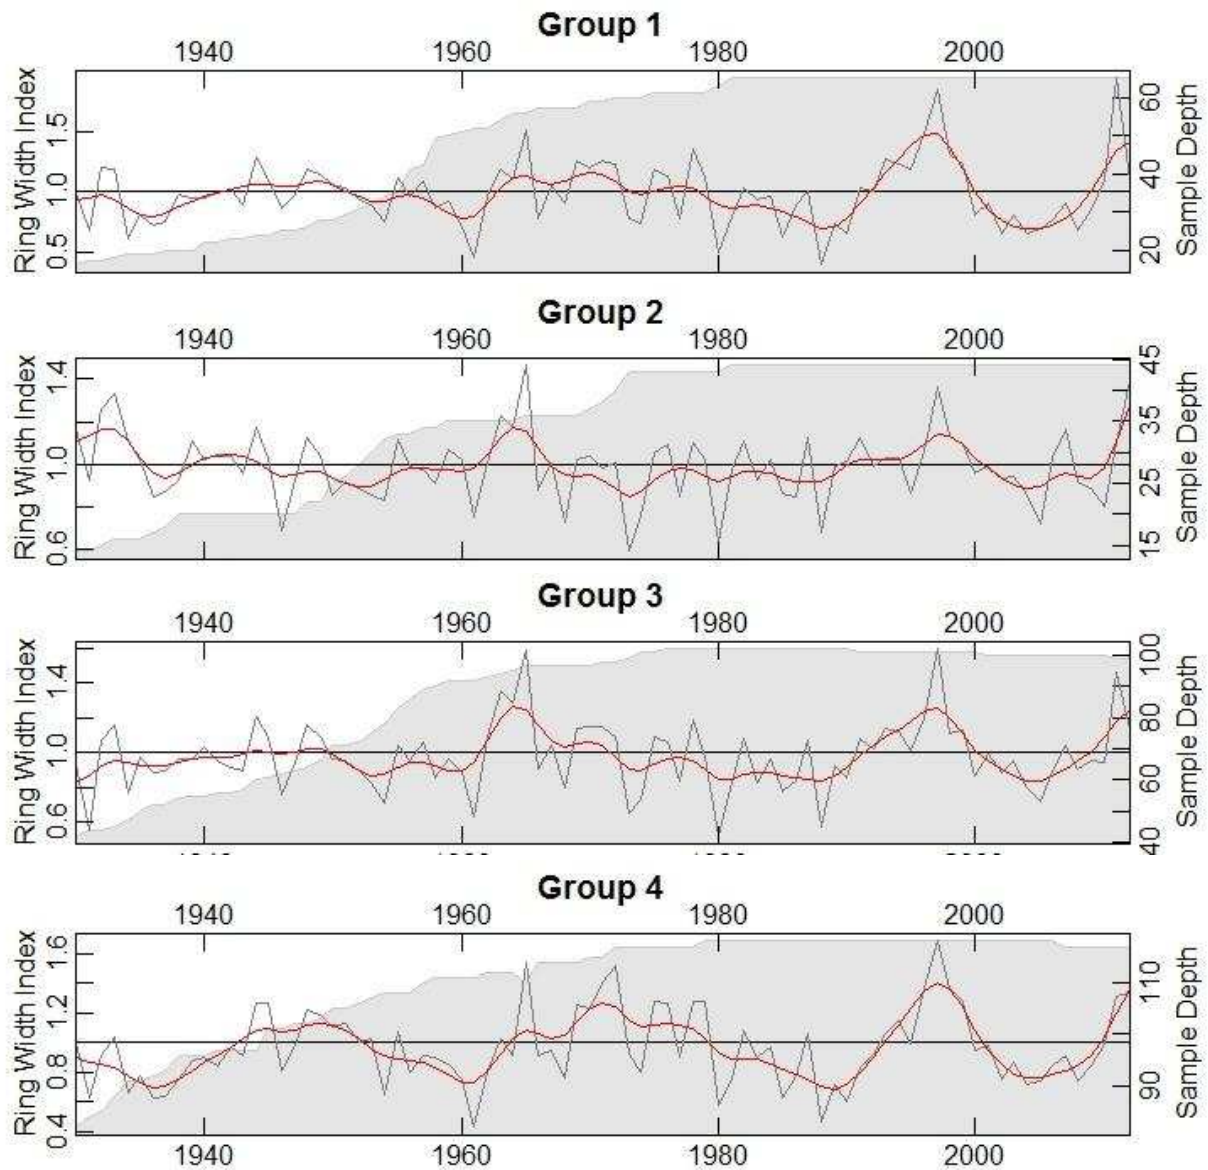 Group 1
1940 1960 1980 2000
Ring Width Index
0.5 1.0 1.5
20 40 60
Sample Depth
Group 2
1940 1960 1980 2000
Ring Width Index
0.6 1.0 1.4
15 25 35 45
Sample Depth
Group 3
1940 1960 1980 2000
Ring Width Index
0.6 1.0 1.4
40 60 80 100
Sample Depth
Group 4
1940 1960 1980 2000
Ring Width Index
0.4 0.8 1.2 1.6
90 110
Sample Depth
1940 1960 1980 2000